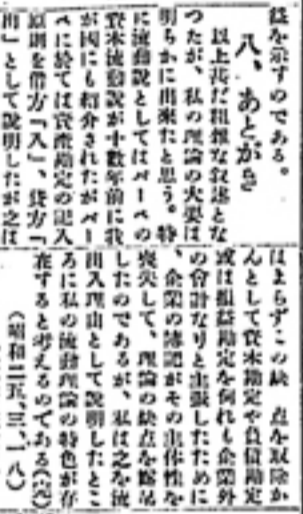 益を示すのである。
八、あとがき
以上甚だ粗雑な叙述とな
つたが、私の理論の大要は
明らかに出来たと思う。特
に流動説としてはパーペの
資本流動説が十数年前に我
が国にも紹介されたがパー
ペに於ては資産勘定の記入
原則を借方「入」、貸方「
出」として説明したが之は
はよらずこの缺点を取除か
んとして資本勘定や負債勘定
或は損益勘定を何れも企業外
の会計なりと主張したために
、企業の簿記がその主体性を
喪失して、理論の缺点を露呈
したのであるが、私は之を流
出入理由として説明したとこ
ろに私の流動理論の特色が存
在すると考えるのである(完)
(昭和二五、三、一八)